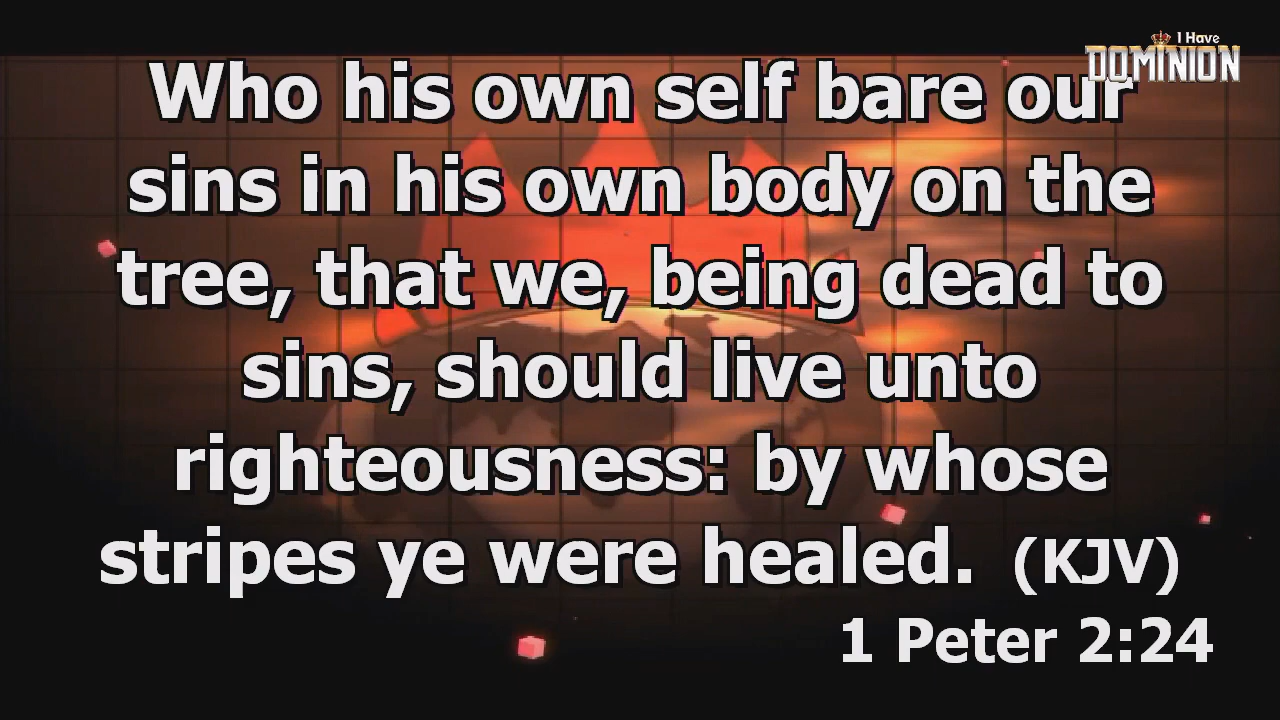 I Have
DOMINION
Who his own self bare our
sins in his own body on the
tree, that we, being dead to
sins, should live unto
righteousness: by whose
stripes ye were healed. (KJV)
1 Peter 2:24